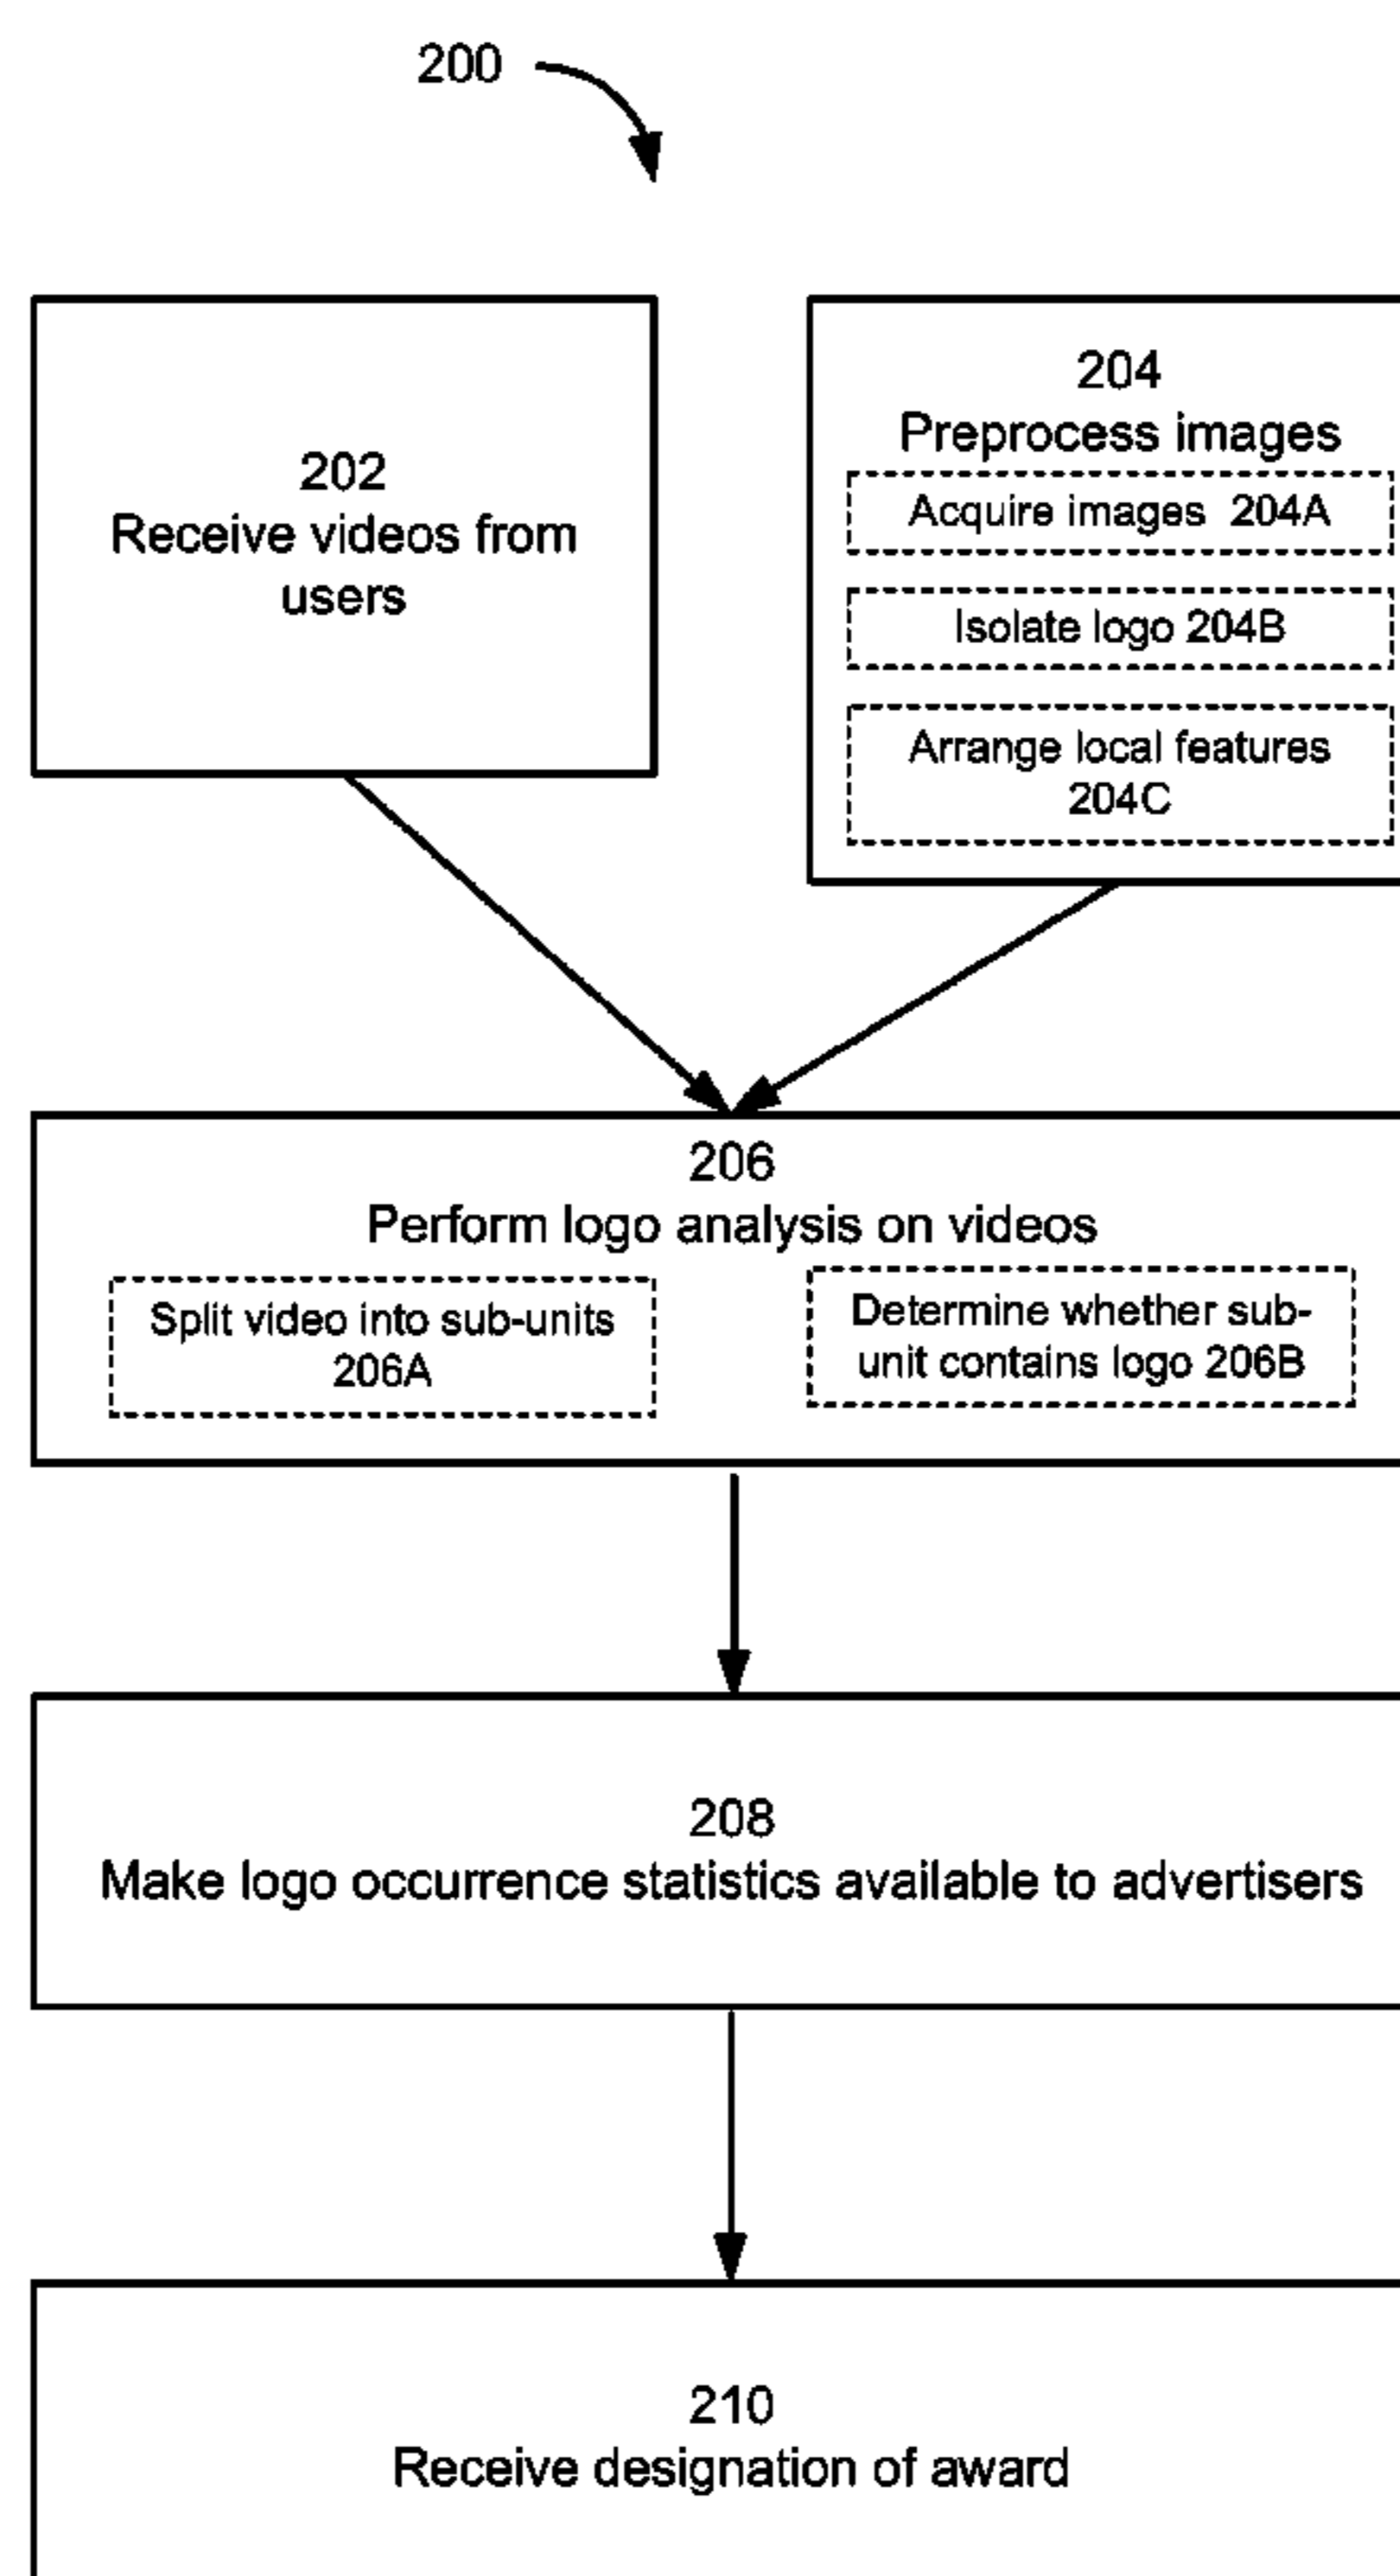 200
202
Receive videos from
users
204
Preprocess images
Acquire images 204A
Isolate logo 204B
Arrange local features
204C
206
Perform logo analysis on videos
Split video into sub-units
206A
Determine whether sub-
unit contains logo 206B
208
Make logo occurrence statistics available to advertisers
210
Receive designation of award